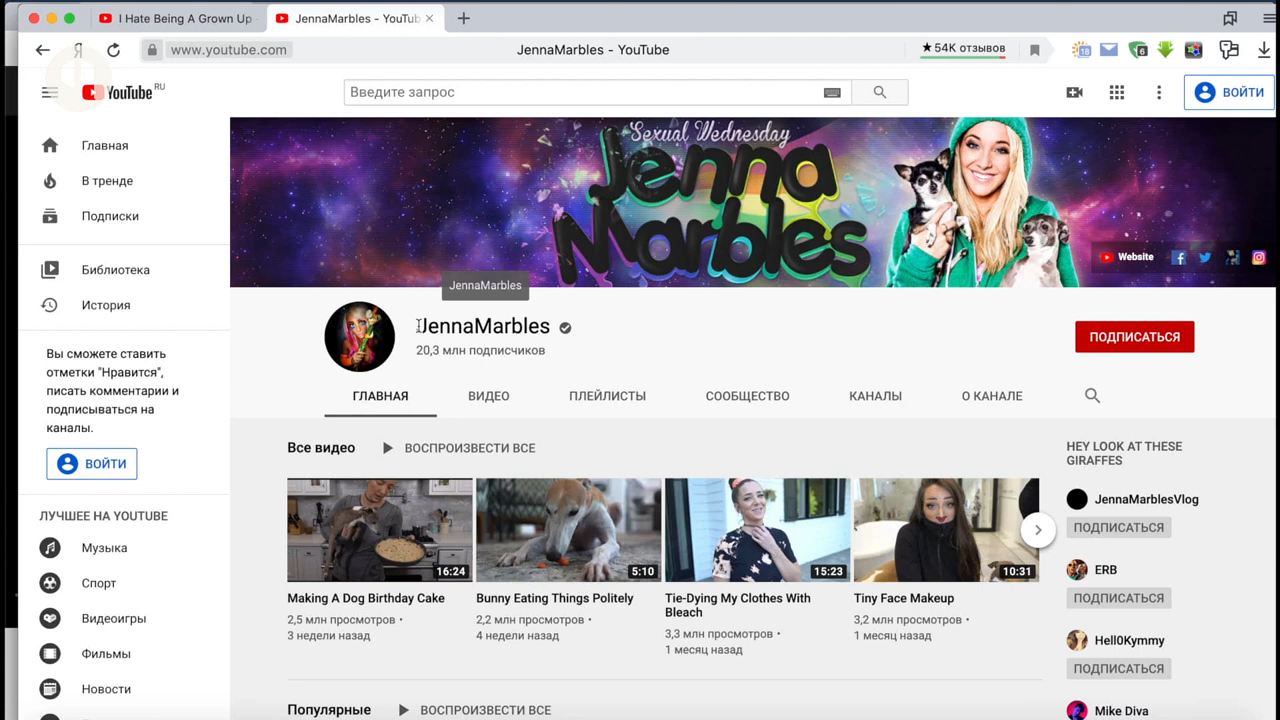 I Hate Being A Grown Up
JennaMarbles - YouTub
www.youtube.com
JennaMarbles - YouTube
★54K отзывов
18
6
YouTube RU
Введите запрос
ВОЙТИ
Главная
В тренде
Подписки
Библиотека
История
Вы сможете ставить
отметки "Нравится",
писать комментарии и
подписываться на
каналы.
ВОЙТИ
ЛУЧШЕЕ НА YOUTUBE
Музыка
Спорт
Видеоигры
Фильмы
Новости
Sexual Wednesday
Jenna
Marbles
Website
JennaMarbles
JennaMarbles
20,3 млн подписчиков
ПОДПИСАТЬСЯ
ГЛАВНАЯ
ВИДЕО
ПЛЕЙЛИСТЫ
СООБЩЕСТВО
КАНАЛЫ
О КАНАЛЕ
Все видео
ВОСПРОИЗВЕСТИ ВСЕ
16:24
Making A Dog Birthday Cake
2,5 млн просмотров •
3 недели назад
5:10
Bunny Eating Things Politely
2,2 млн просмотров •
4 недели назад
15:23
Tie-Dying My Clothes With
Bleach
3,3 млн просмотров •
1 месяц назад
10:31
Tiny Face Makeup
3,2 млн просмотров •
1 месяц назад
Популярные
ВОСПРОИЗВЕСТИ ВСЕ
HEY LOOK AT THESE
GIRAFFES
JennaMarblesVlog
ПОДПИСАТЬСЯ
ERB
ПОДПИСАТЬСЯ
Hell0Kymmy
ПОДПИСАТЬСЯ
Mike Diva